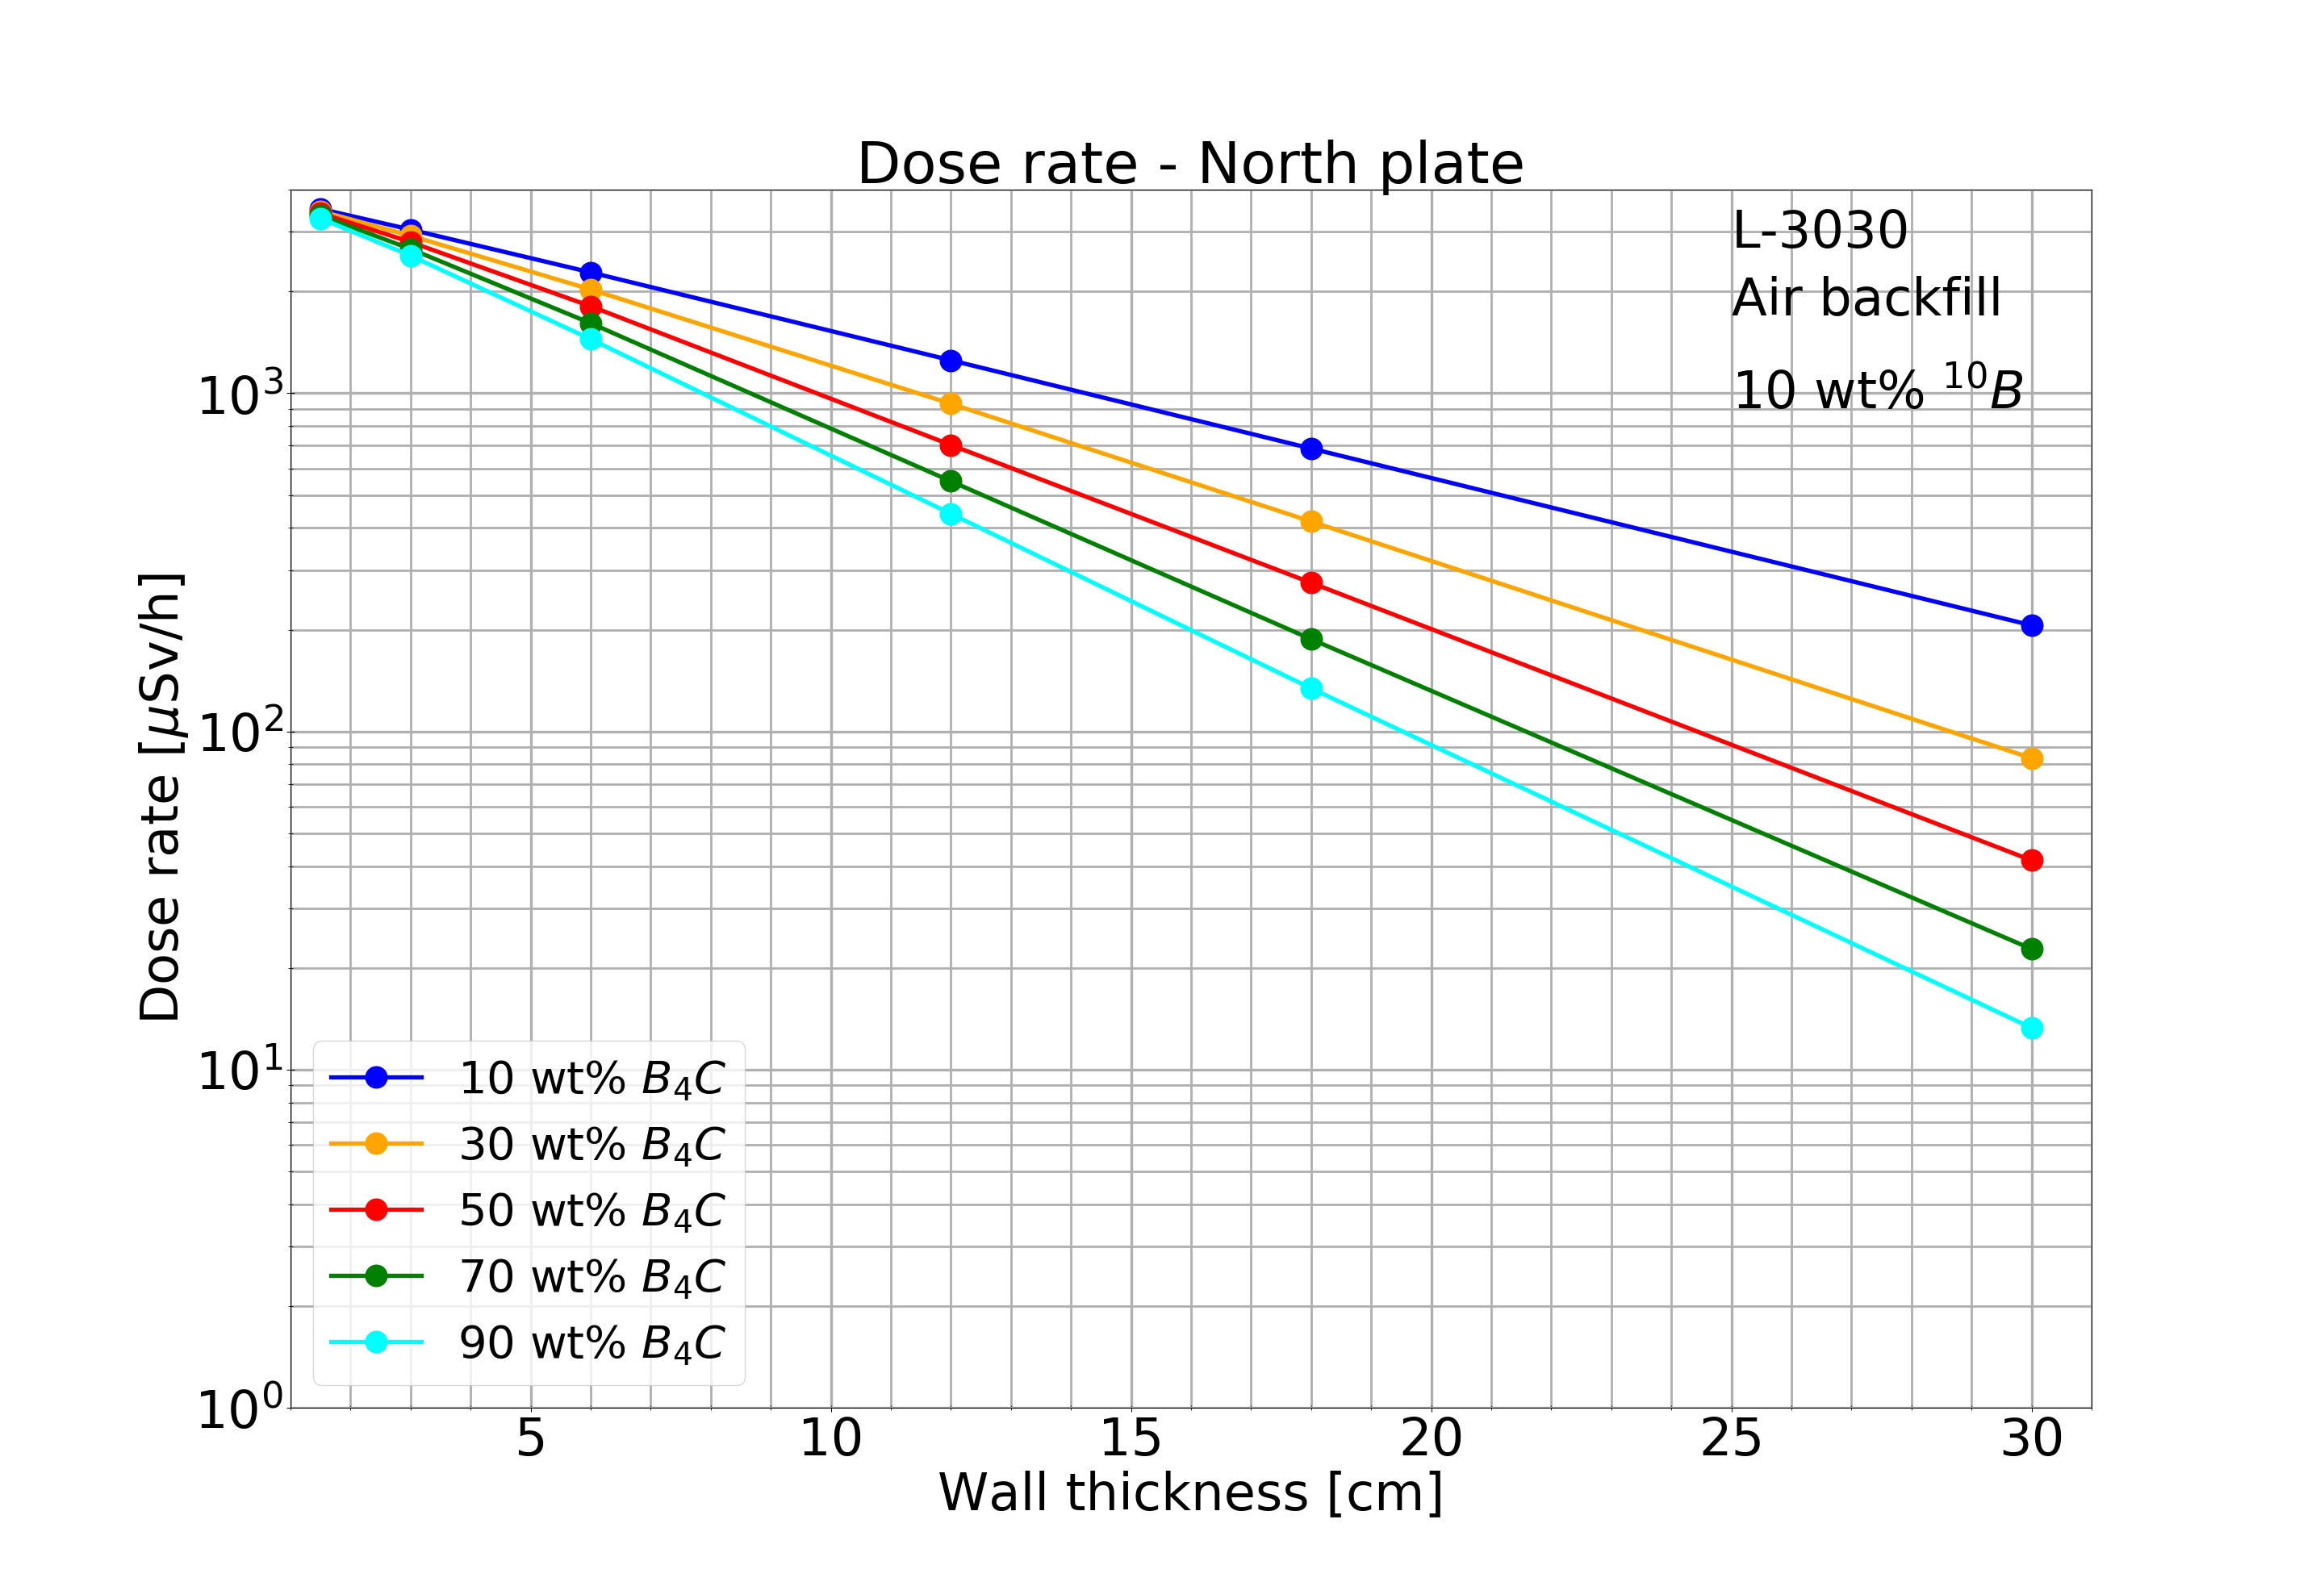 Dose rate - North plate
L-3030
Air backfill
10 wt% ¹⁰B
Dose rate [μSv/h]
10³
10²
10¹
10⁰
10 wt% B₄C
30 wt% B₄C
50 wt% B₄C
70 wt% B₄C
90 wt% B₄C
5 10 15 20 25 30
Wall thickness [cm]